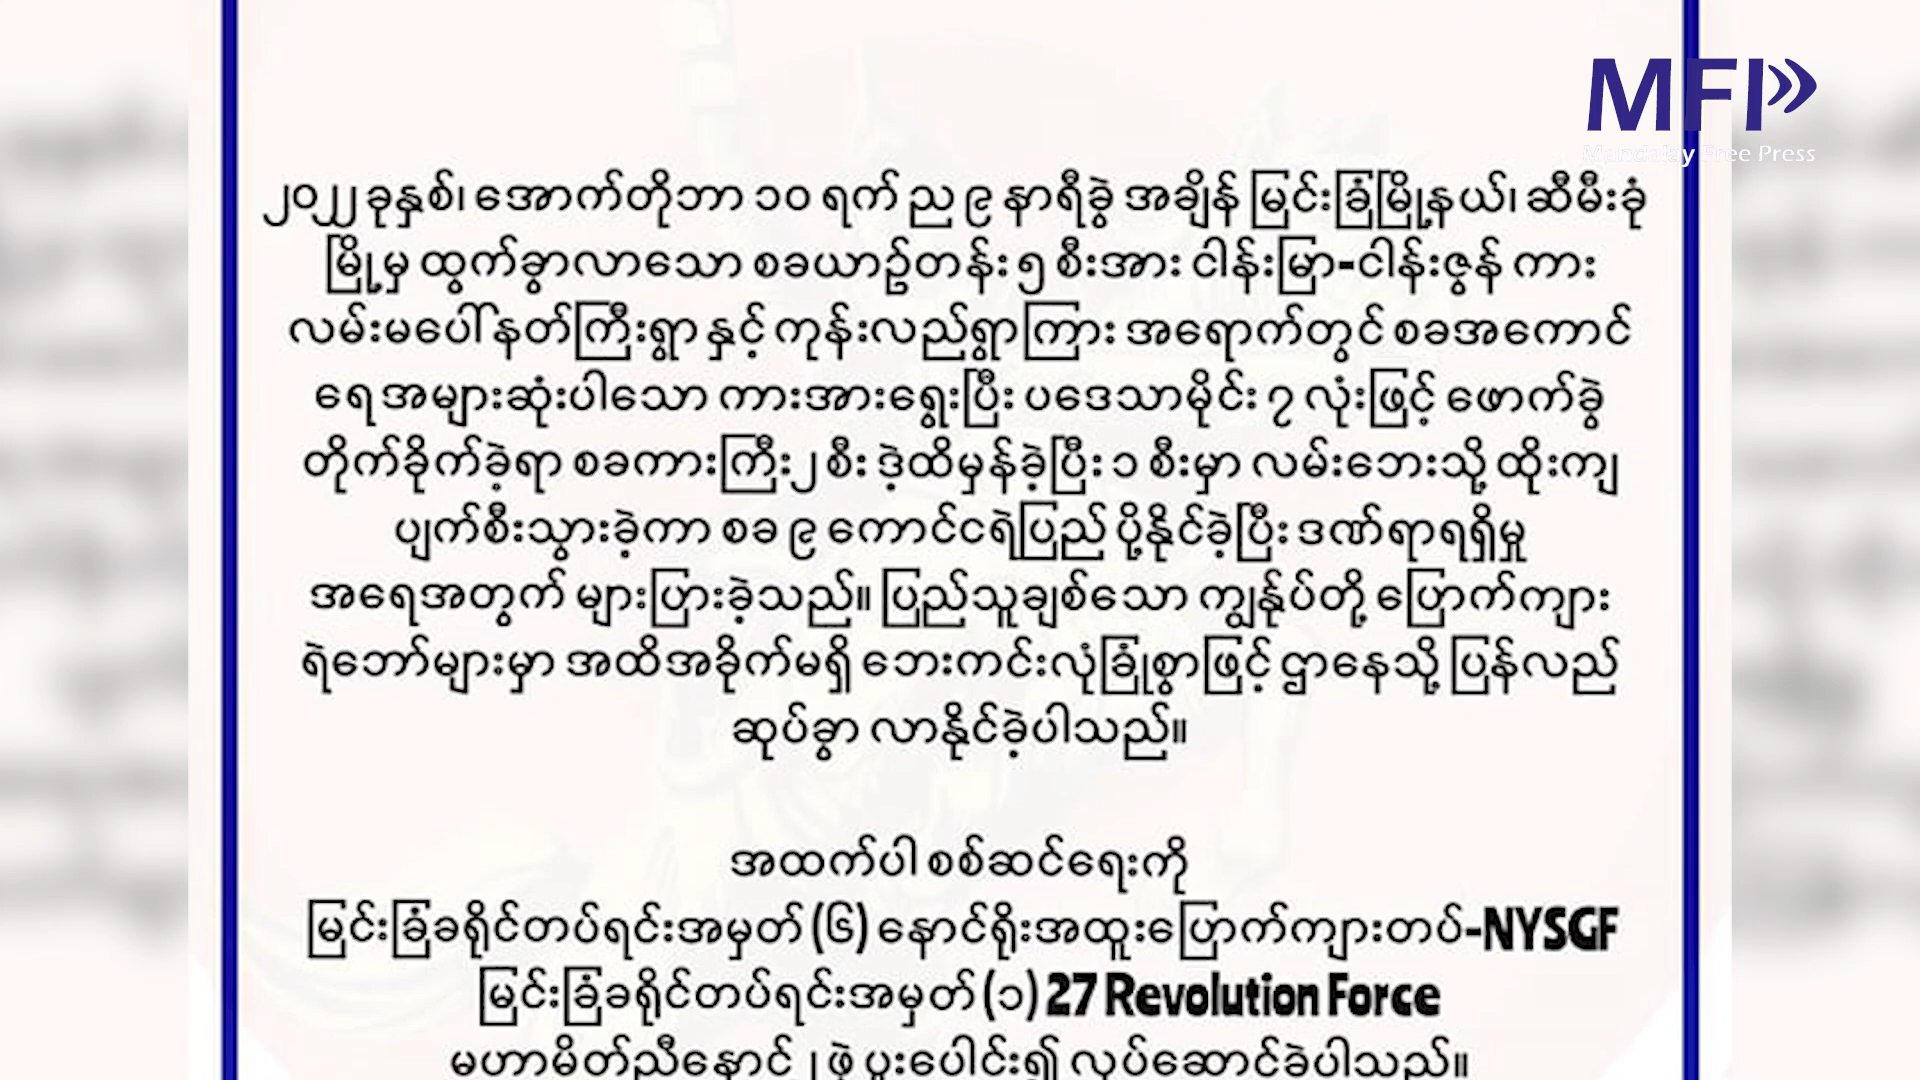 MFP
Mandalay Free Press
၂၀၂၂ ခုနှစ်၊ အောက်တိုဘာ ၁၀ ရက် ည ၉ နာရီခွဲ အချိန် မြင်းခြံမြို့နယ်၊ ဆီမီးခုံ
မြို့မှ ထွက်ခွာလာသော စခယာဥ်တန်း ၅ စီးအား ငါန်းမြာ-ငါန်းဇွန် ကား
လမ်းမပေါ် နတ်ကြီးရွာ နှင့် ကုန်းလည်ရွာကြား အရောက်တွင် စခအကောင်
ရေ အများဆုံးပါသော ကားအားရွေးပြီး ပဒေသာမိုင်း ၇ လုံးဖြင့် ဖောက်ခွဲ
တိုက်ခိုက်ခဲ့ရာ စခကားကြီး၂ စီး ဒဲ့ထိမှန်ခဲ့ပြီး ၁ စီးမှာ လမ်းဘေးသို့ ထိုးကျ
ပျက်စီးသွားခဲ့ကာ စခ ၉ ကောင်ငရဲပြည် ပို့နိုင်ခဲ့ပြီး ဒဏ်ရာရရှိမှု
အရေအတွက် များပြားခဲ့သည်။ ပြည်သူချစ်သော ကျွန်ုပ်တို့ ပြောက်ကျား
ရဲဘော်များမှာ အထိအခိုက်မရှိ ဘေးကင်းလုံခြုံစွာဖြင့် ဌာနေသို့ ပြန်လည်
ဆုပ်ခွာ လာနိုင်ခဲ့ပါသည်။
အထက်ပါ စစ်ဆင်ရေးကို
မြင်းခြံခရိုင်တပ်ရင်းအမှတ် (၆) နောင်ရိုးအထူးပြောက်ကျားတပ်-NYSGF
မြင်းခြံခရိုင်တပ်ရင်းအမှတ် (၁) 27 Revolution Force
မဟာမိတ်ညီနောင် ၂ ဖွဲ့ ပူးပေါင်း၍ လုပ်ဆောင်ခဲ့ပါသည်။